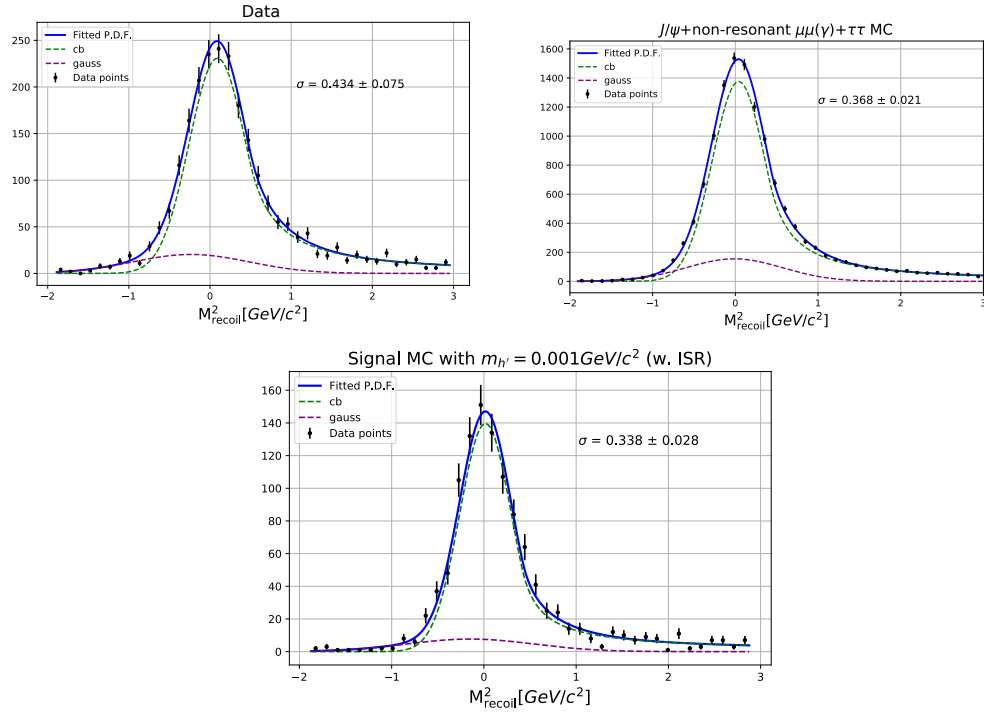 Data
Fitted P.D.F.
cb
gauss
Data points
σ = 0.434 ± 0.075
250
200
150
100
50
0
−2
−1
0
1
2
3
M²recoil[GeV/c²]
J/ψ+non-resonant μμ(γ)+ττ MC
Fitted P.D.F.
cb
gauss
Data points
σ = 0.368 ± 0.021
1600
1400
1200
1000
800
600
400
200
0
−2
−1
0
1
2
3
M²recoil[GeV/c²]
Signal MC with mh′ = 0.001GeV/c² (w. ISR)
Fitted P.D.F.
cb
gauss
Data points
σ = 0.338 ± 0.028
160
140
120
100
80
60
40
20
0
−2
−1
0
1
2
3
M²recoil[GeV/c²]